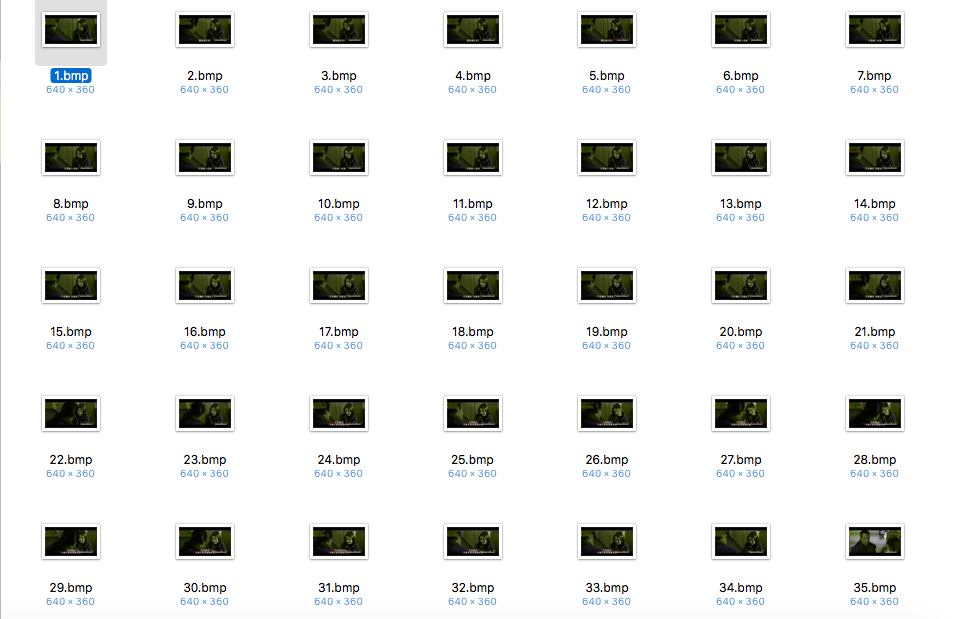 1.bmp 2.bmp 3.bmp 4.bmp 5.bmp 6.bmp 7.bmp
640 × 360 640 × 360 640 × 360 640 × 360 640 × 360 640 × 360 640 × 360
8.bmp 9.bmp 10.bmp 11.bmp 12.bmp 13.bmp 14.bmp
640 × 360 640 × 360 640 × 360 640 × 360 640 × 360 640 × 360 640 × 360
15.bmp 16.bmp 17.bmp 18.bmp 19.bmp 20.bmp 21.bmp
640 × 360 640 × 360 640 × 360 640 × 360 640 × 360 640 × 360 640 × 360
22.bmp 23.bmp 24.bmp 25.bmp 26.bmp 27.bmp 28.bmp
640 × 360 640 × 360 640 × 360 640 × 360 640 × 360 640 × 360 640 × 360
29.bmp 30.bmp 31.bmp 32.bmp 33.bmp 34.bmp 35.bmp
640 × 360 640 × 360 640 × 360 640 × 360 640 × 360 640 × 360 640 × 360